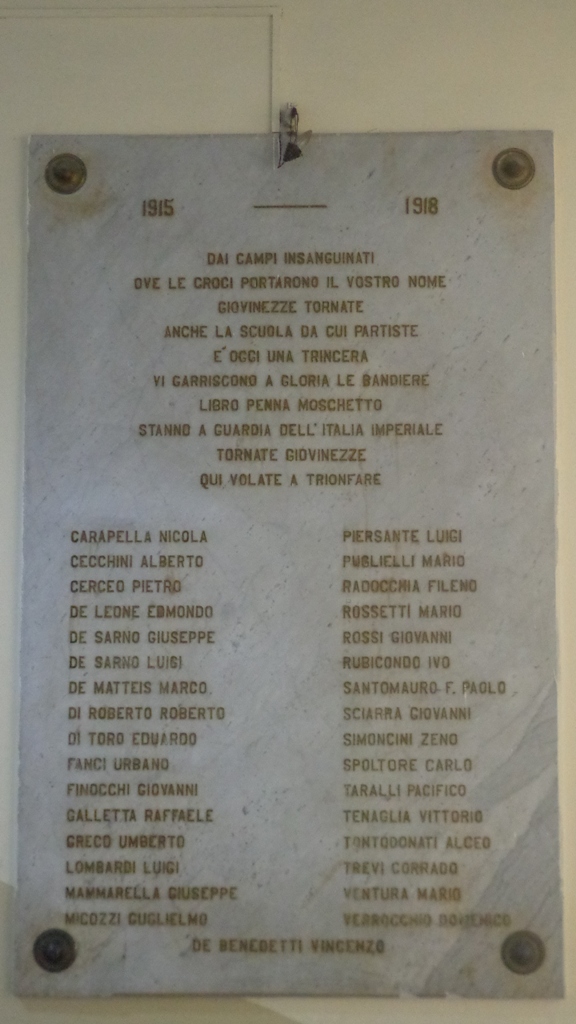 1915 — 1918
DAI CAMPI INSANGUINATI
OVE LE CROCI PORTARONO IL VOSTRO NOME
GIOVINEZZE TORNATE
ANCHE LA SCUOLA DA CUI PARTISTE
E' OGGI UNA TRINCERA
VI GARRISCONO A GLORIA LE BANDIERE
LIBRO PENNA MOSCHETTO
STANNO A GUARDIA DELL'ITALIA IMPERIALE
TORNATE GIOVINEZZE
QUI VOLATE A TRIONFARE
CARAPELLA NICOLA
CECCHINI ALBERTO
CERCEO PIETRO
DE LEONE EDMONDO
DE SARNO GIUSEPPE
DE SARNO LUIGI
DE MATTEIS MARCO
DI ROBERTO ROBERTO
DI TORO EDUARDO
FANCI URBANO
FINOCCHI GIOVANNI
GALLETTA RAFFAELE
GRECO UMBERTO
LOMBARDI LUIGI
MAMMARELLA GIUSEPPE
MICOZZI GUGLIELMO
PIERSANTE LUIGI
PUBLIELLI MARIO
RADOCCHIA FILENO
ROSSETTI MARIO
ROSSI GIOVANNI
RUBICONDO IVO
SANTOMAURO F. PAOLO
SCIARRA GIOVANNI
SIMONCINI ZENO
SPOLTORE CARLO
TARALLI PACIFICO
TENAGLIA VITTORIO
TONTODONATI ALCEO
TREVI CORRADO
VENTURA MARIO
VERROCCHIO DOMENICO
DE BENEDETTI VINCENZO